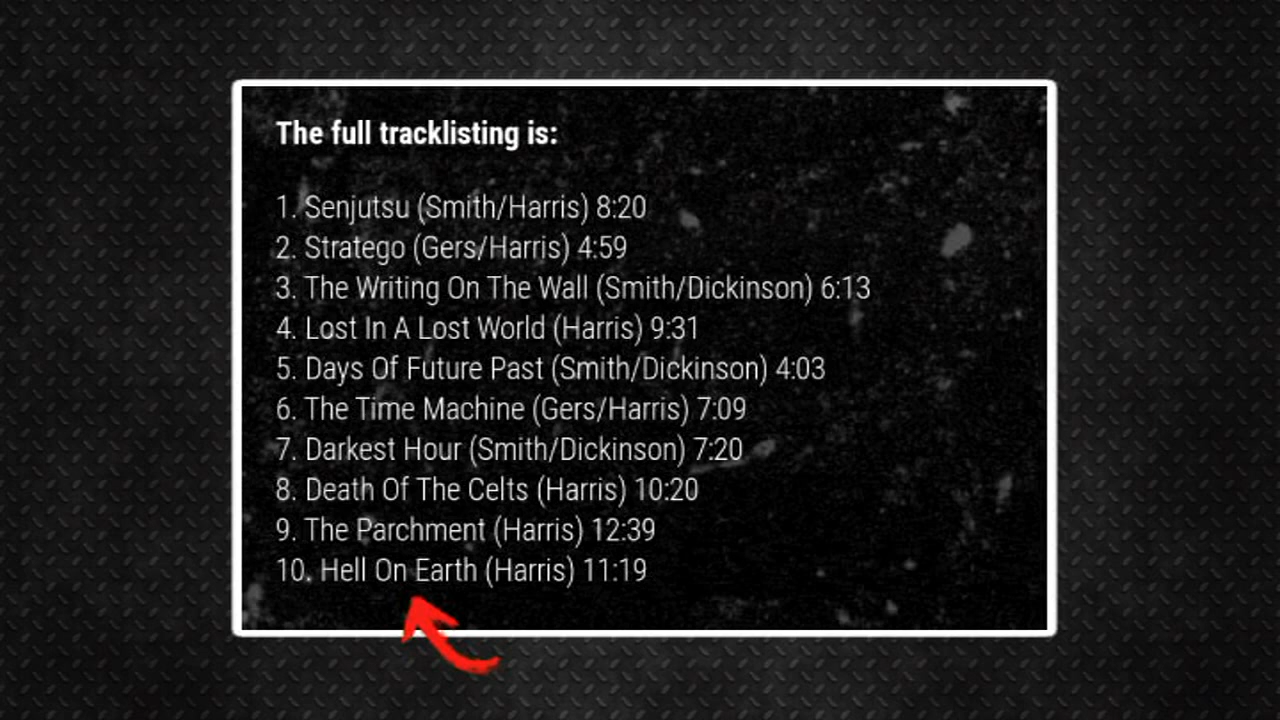 The full tracklisting is:
1. Senjutsu (Smith/Harris) 8:20
2. Stratego (Gers/Harris) 4:59
3. The Writing On The Wall (Smith/Dickinson) 6:13
4. Lost In A Lost World (Harris) 9:31
5. Days Of Future Past (Smith/Dickinson) 4:03
6. The Time Machine (Gers/Harris) 7:09
7. Darkest Hour (Smith/Dickinson) 7:20
8. Death Of The Celts (Harris) 10:20
9. The Parchment (Harris) 12:39
10. Hell On Earth (Harris) 11:19